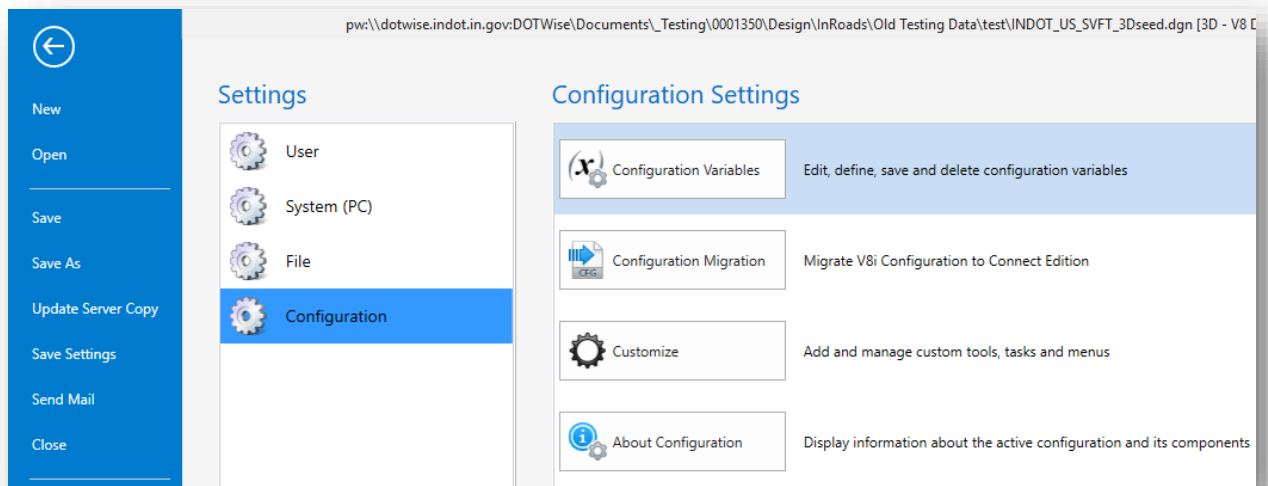 pw:\\dotwise.indot.in.gov:DOTWise\Documents\_Testing\0001350\Design\InRoads\Old Testing Data\test\INDOT_US_SVFT_3Dseed.dgn [3D - V8 D
New
Open
Save
Save As
Update Server Copy
Save Settings
Send Mail
Close
Settings
User
System (PC)
File
Configuration
Configuration Settings
(x) Configuration Variables Edit, define, save and delete configuration variables
CFG Configuration Migration Migrate V8i Configuration to Connect Edition
Customize Add and manage custom tools, tasks and menus
About Configuration Display information about the active configuration and its components